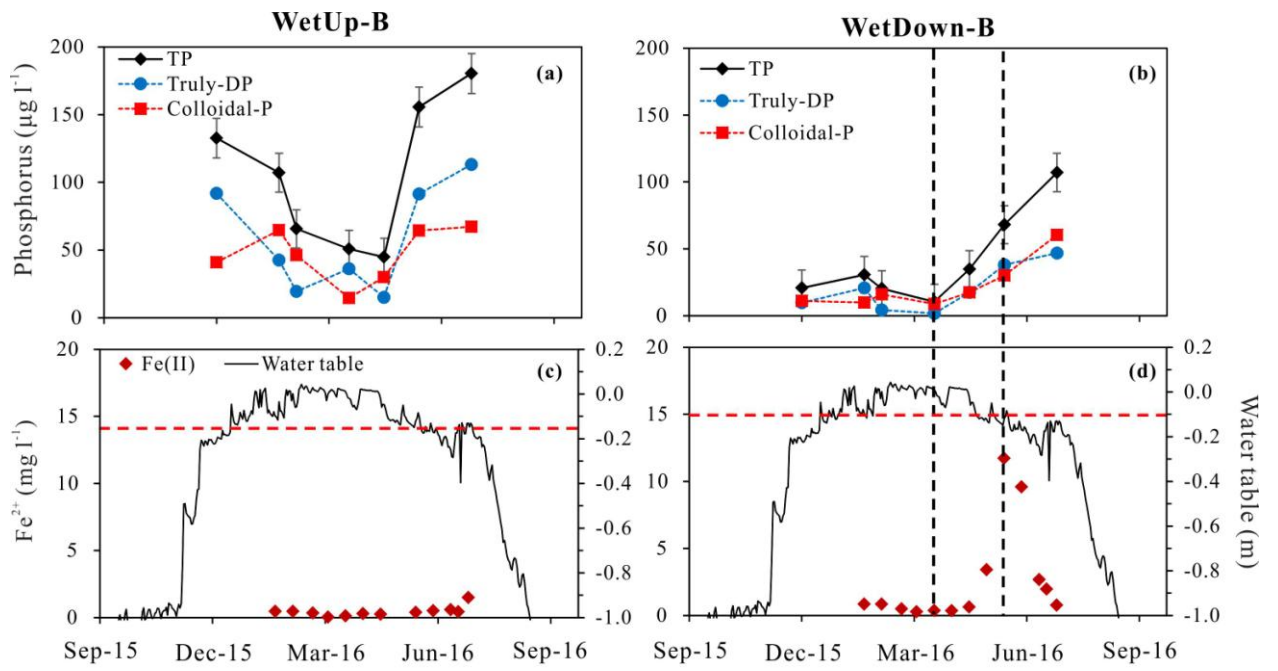 WetUp-B
WetDown-B
200
150
100
50
0
Phosphorus (µg l⁻¹)
TP
Truly-DP
Colloidal-P
(a)
200
150
100
50
0
TP
Truly-DP
Colloidal-P
(b)
20
15
10
5
0
Fe²⁺ (mg l⁻¹)
Fe(II)
Water table
(c)
0.2
0.0
-0.2
-0.4
-0.6
-0.8
-1.0
20
15
10
5
0
(d)
0.2
0.0
-0.2
-0.4
-0.6
-0.8
-1.0
Water table (m)
Sep-15 Dec-15 Mar-16 Jun-16 Sep-16
Sep-15 Dec-15 Mar-16 Jun-16 Sep-16